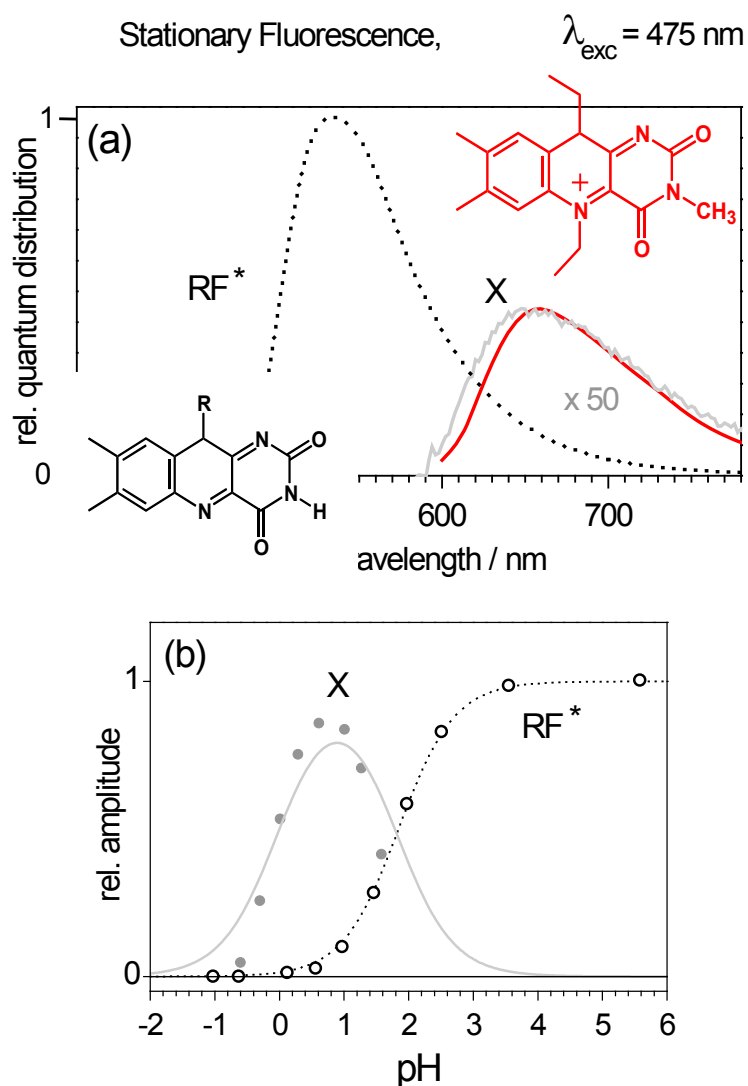 Stationary Fluorescence, λexc = 475 nm
1
(a)
rel. quantum distribution
RF*
X
x 50
N
O
N
CH3
O
N
+
R
N
O
N
H
O
N
0
600 700
avelength / nm
(b)
X
1
RF*
rel. amplitude
0
-2 -1 0 1 2 3 4 5 6
pH